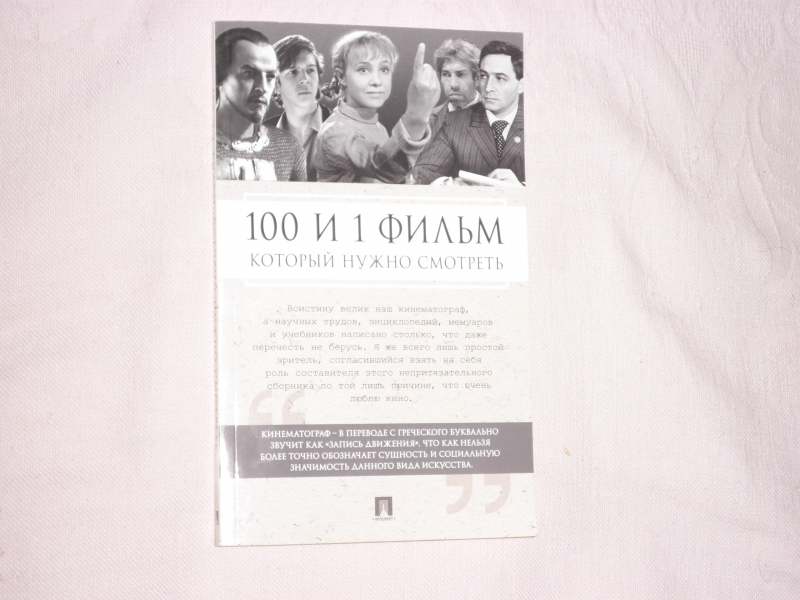 100 И 1 ФИЛЬМ
КОТОРЫЙ НУЖНО СМОТРЕТЬ
Воистину велик наш кинематограф,
а научных трудов, энциклопедий, мемуаров
и учебников написано столько, что даже
перечесть не берусь. Я же всего лишь простой
зритель, согласившийся взять на себя
роль составителя этого непритязательного
сборника по той лишь причине, что очень
люблю кино.
КИНЕМАТОГРАФ – В ПЕРЕВОДЕ С ГРЕЧЕСКОГО БУКВАЛЬНО
ЗВУЧИТ КАК «ЗАПИСЬ ДВИЖЕНИЯ», ЧТО КАК НЕЛЬЗЯ
БОЛЕЕ ТОЧНО ОБОЗНАЧАЕТ СУЩНОСТЬ И СОЦИАЛЬНУЮ
ЗНАЧИМОСТЬ ДАННОГО ВИДА ИСКУССТВА.
ПРОСПЕКТ